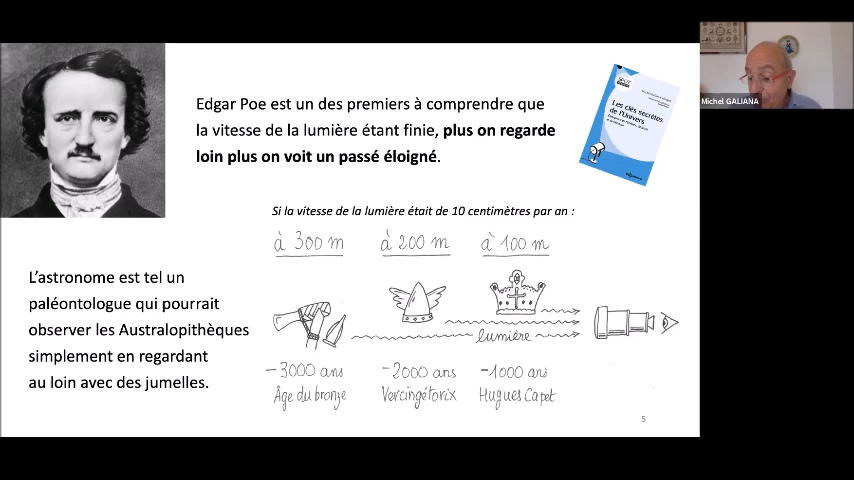 Edgar Poe est un des premiers à comprendre que
la vitesse de la lumière étant finie, plus on regarde
loin plus on voit un passé éloigné.
Les clés secrètes
de l'Univers
Michel GALIANA
Si la vitesse de la lumière était de 10 centimètres par an :
à 300 m
à 200 m
à 100 m
L'astronome est tel un
paléontologue qui pourrait
observer les Australopithèques
simplement en regardant
au loin avec des jumelles.
lumière
-3000 ans
Âge du bronze
-2000 ans
Vercingétorix
-1000 ans
Hugues Capet
5